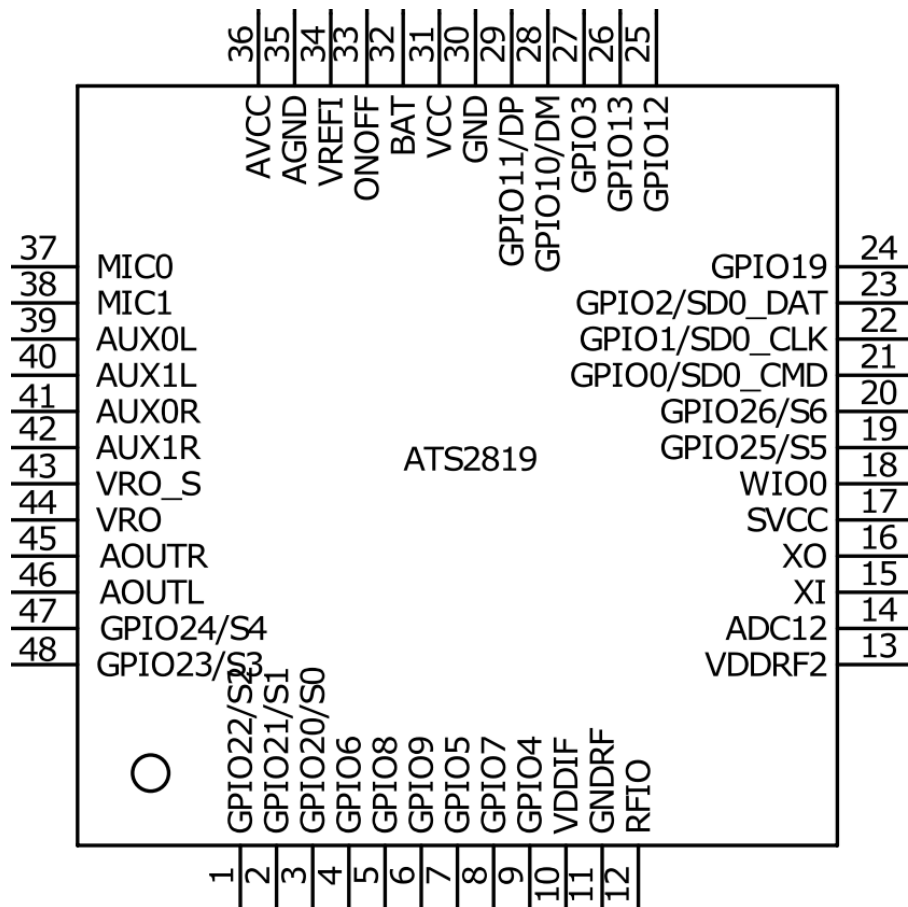 36 35 34 33 32 31 30 29 28 27 26 25
AVCC AGND VREFI ONOFF BAT VCC GND GPIO11/DP GPIO10/DM GPIO3 GPIO13 GPIO12
37 MIC0 GPIO19 24
38 MIC1 GPIO2/SD0_DAT 23
39 AUX0L GPIO1/SD0_CLK 22
40 AUX1L GPIO0/SD0_CMD 21
41 AUX0R GPIO26/S6 20
42 AUX1R GPIO25/S5 19
ATS2819
43 VRO_S WIO0 18
44 VRO SVCC 17
45 AOUTR XO 16
46 AOUTL XI 15
47 GPIO24/S4 ADC12 14
48 GPIO23/S3 VDDRF2 13
GPIO22/S2 GPIO21/S1 GPIO20/S0 GPIO6 GPIO8 GPIO9 GPIO5 GPIO7 GPIO4 VDDIF GNDRF RFIO
1 2 3 4 5 6 7 8 9 10 11 12